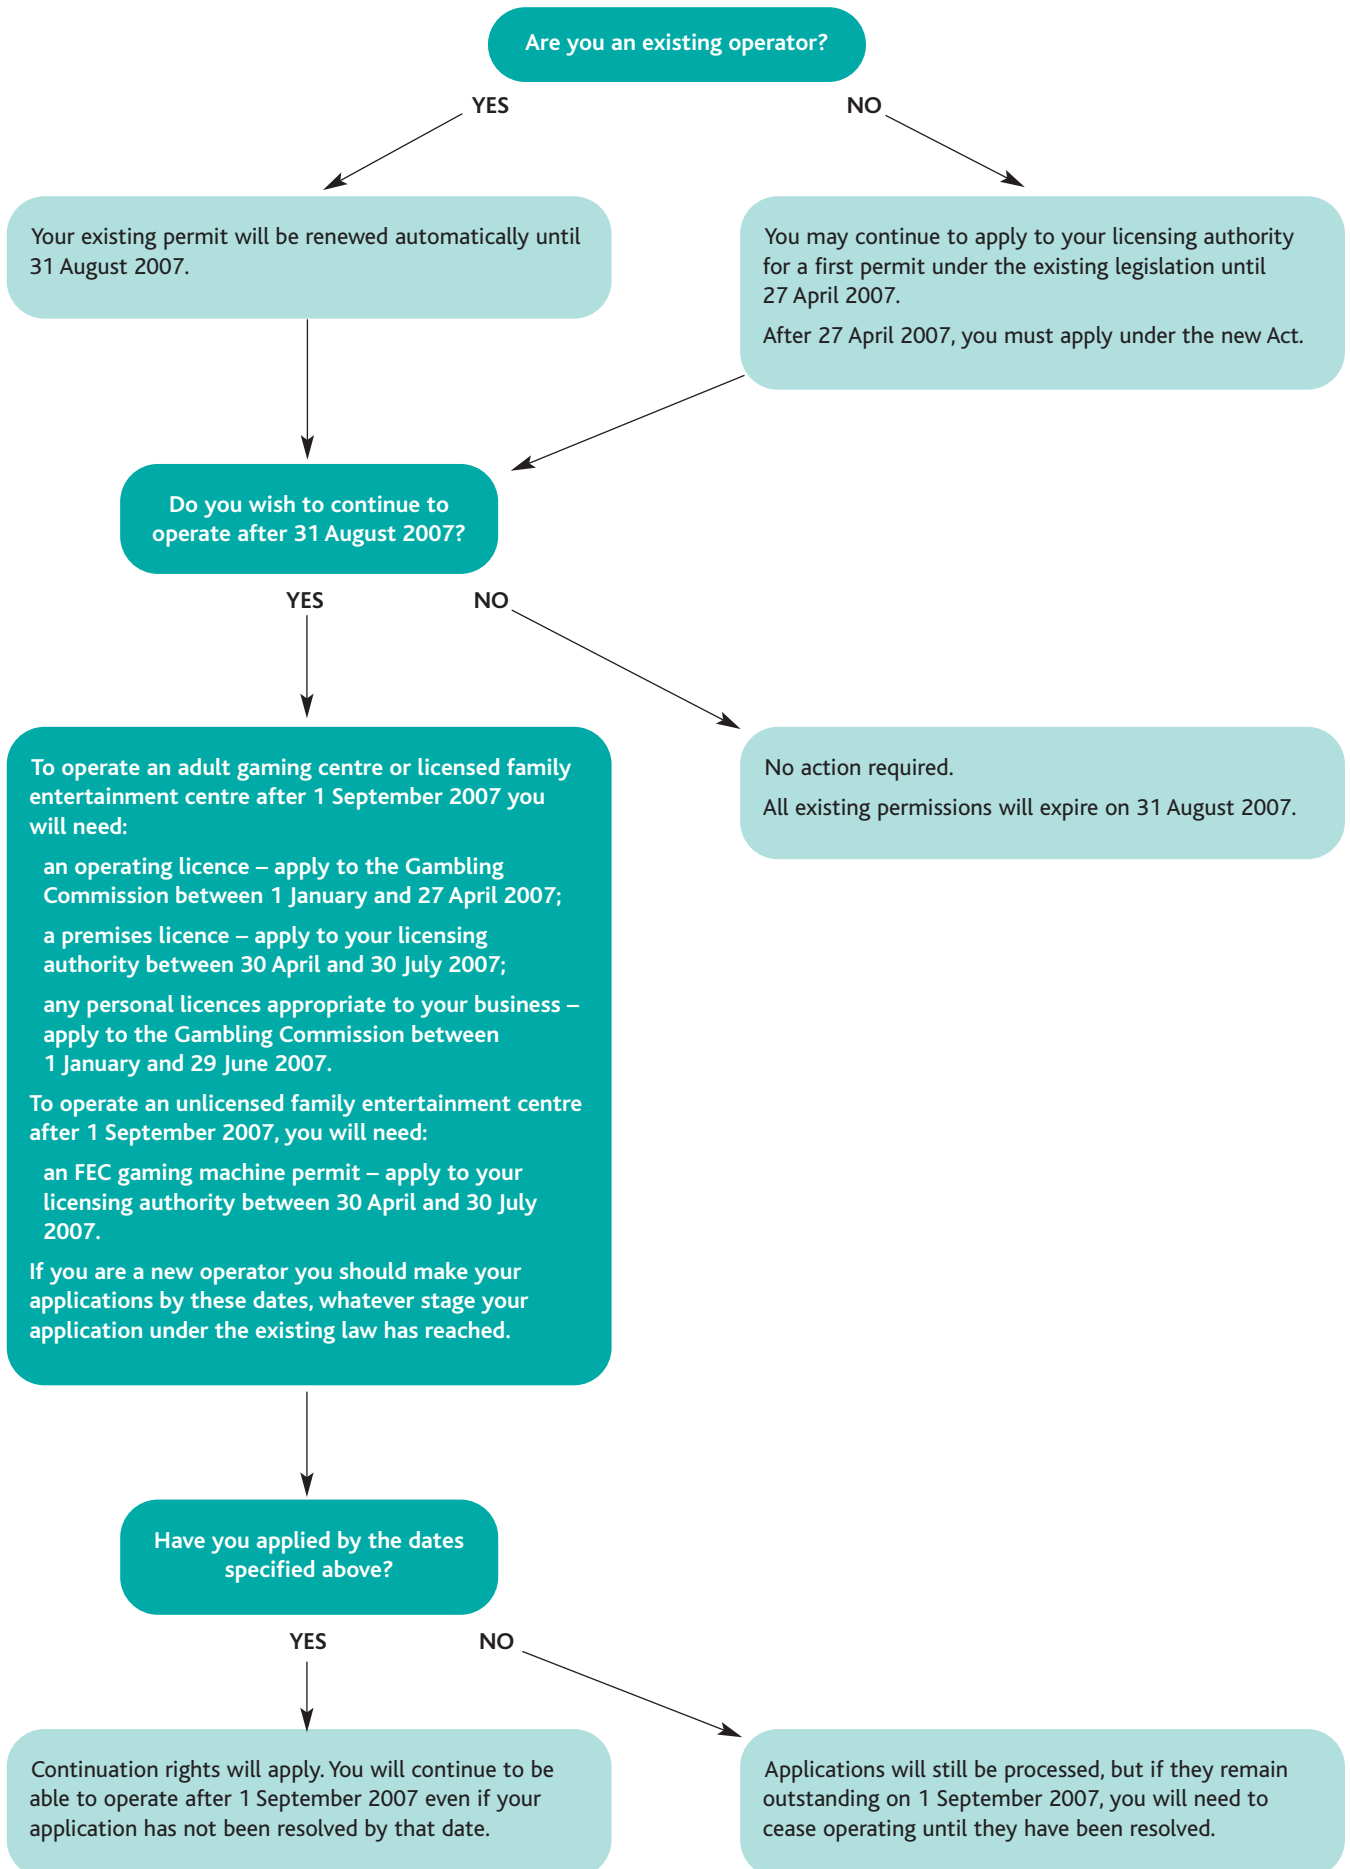 Are you an existing operator?
YES
NO
Your existing permit will be renewed automatically until
31 August 2007.
You may continue to apply to your licensing authority
for a first permit under the existing legislation until
27 April 2007.
After 27 April 2007, you must apply under the new Act.
Do you wish to continue to
operate after 31 August 2007?
YES
NO
To operate an adult gaming centre or licensed family
entertainment centre after 1 September 2007 you
will need:
an operating licence – apply to the Gambling
Commission between 1 January and 27 April 2007;
a premises licence – apply to your licensing
authority between 30 April and 30 July 2007;
any personal licences appropriate to your business –
apply to the Gambling Commission between
1 January and 29 June 2007.
To operate an unlicensed family entertainment centre
after 1 September 2007, you will need:
an FEC gaming machine permit – apply to your
licensing authority between 30 April and 30 July
2007.
If you are a new operator you should make your
applications by these dates, whatever stage your
application under the existing law has reached.
No action required.
All existing permissions will expire on 31 August 2007.
Have you applied by the dates
specified above?
YES
NO
Continuation rights will apply. You will continue to be
able to operate after 1 September 2007 even if your
application has not been resolved by that date.
Applications will still be processed, but if they remain
outstanding on 1 September 2007, you will need to
cease operating until they have been resolved.